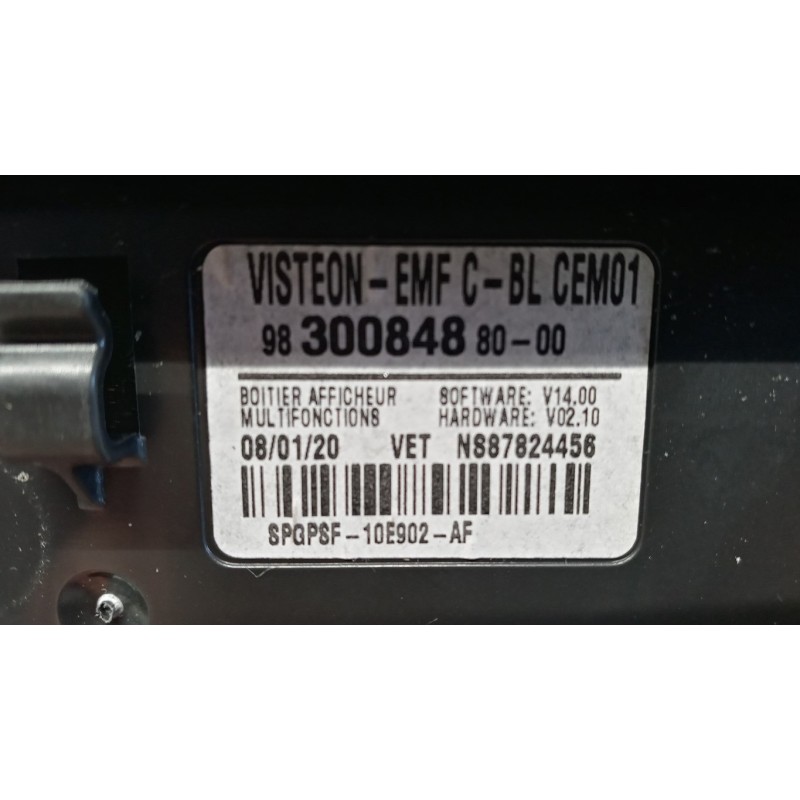 VISTEON-EMF C-BL CEM01
98 300848 80-00
BOITIER AFFICHEUR SOFTWARE: V14.00
MULTIFONCTIONS HARDWARE: V02.10
08/01/20 VET NS87824456
SPGPSF-10E902-AF